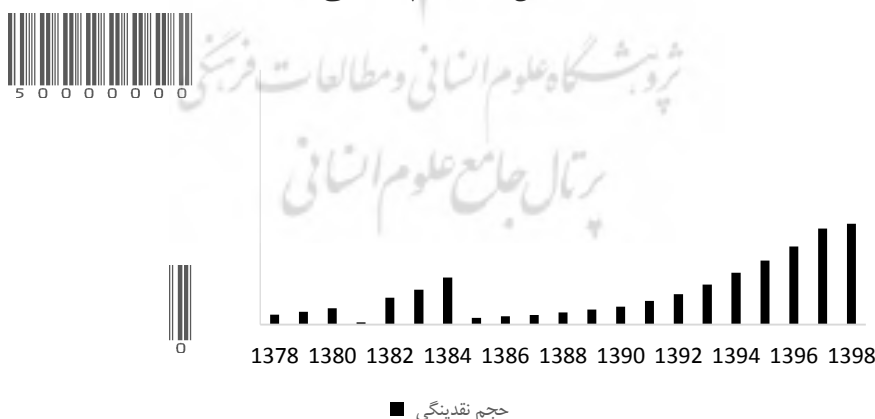 پژوهشگاه علوم انسانی و مطالعات فرهنگی
500000000
پرتال جامع علوم انسانی
0
1378 1380 1382 1384 1386 1388 1390 1392 1394 1396 1398
حجم نقدینگی